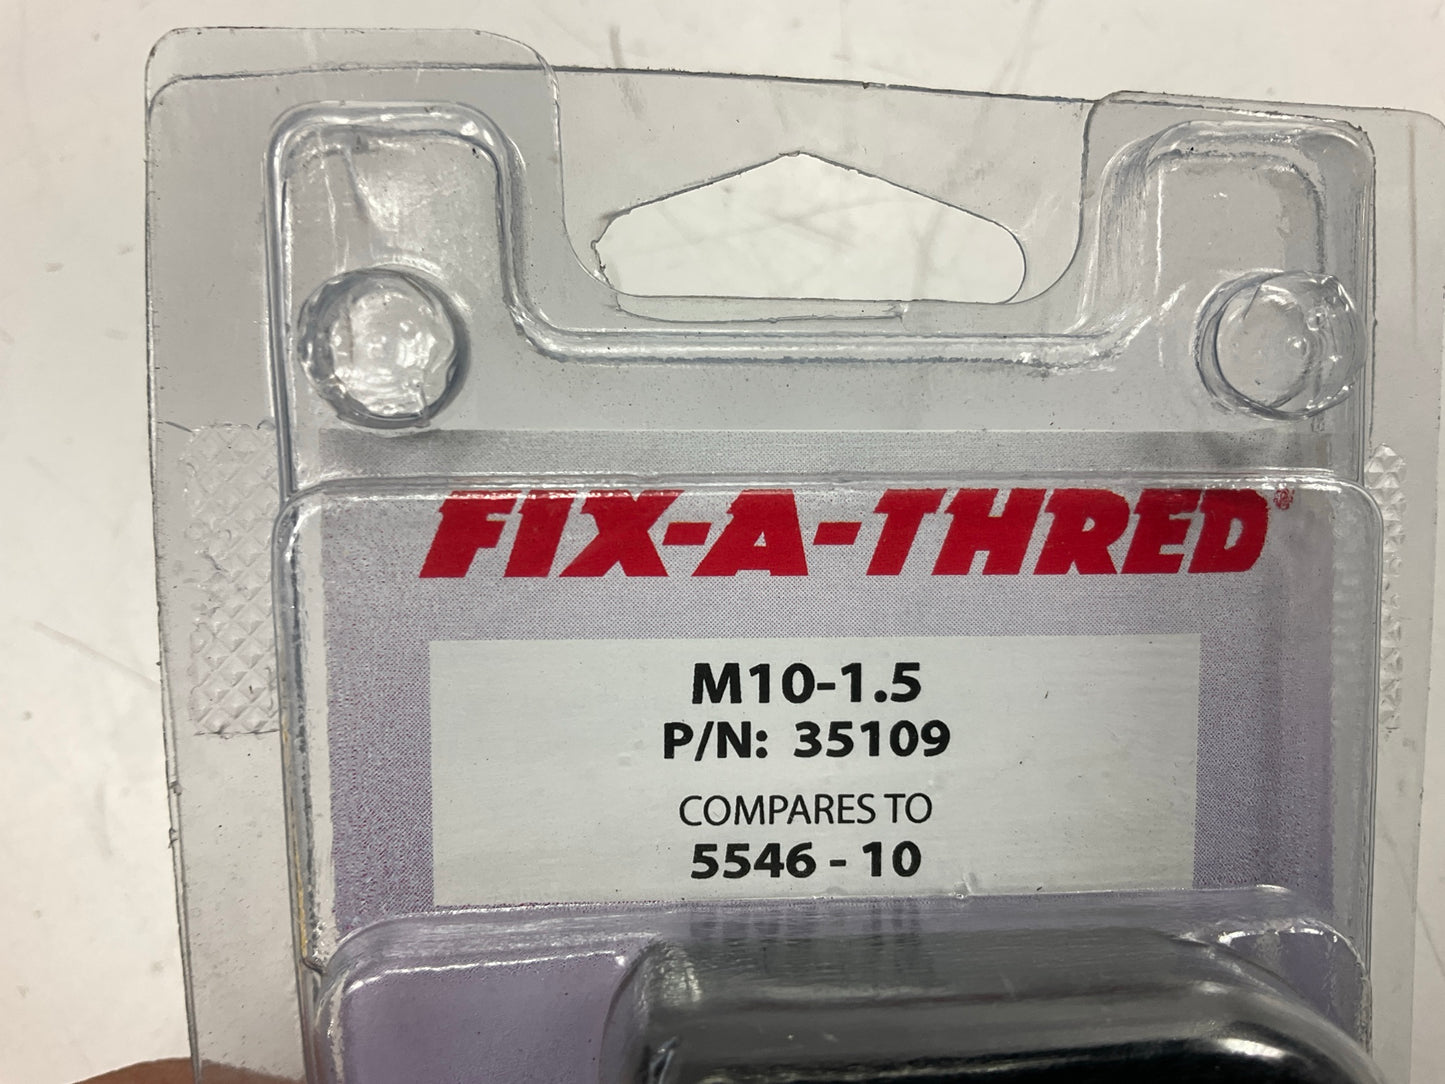 FIX-A-THRED®
M10-1.5
P/N: 35109
COMPARES TO
5546 - 10